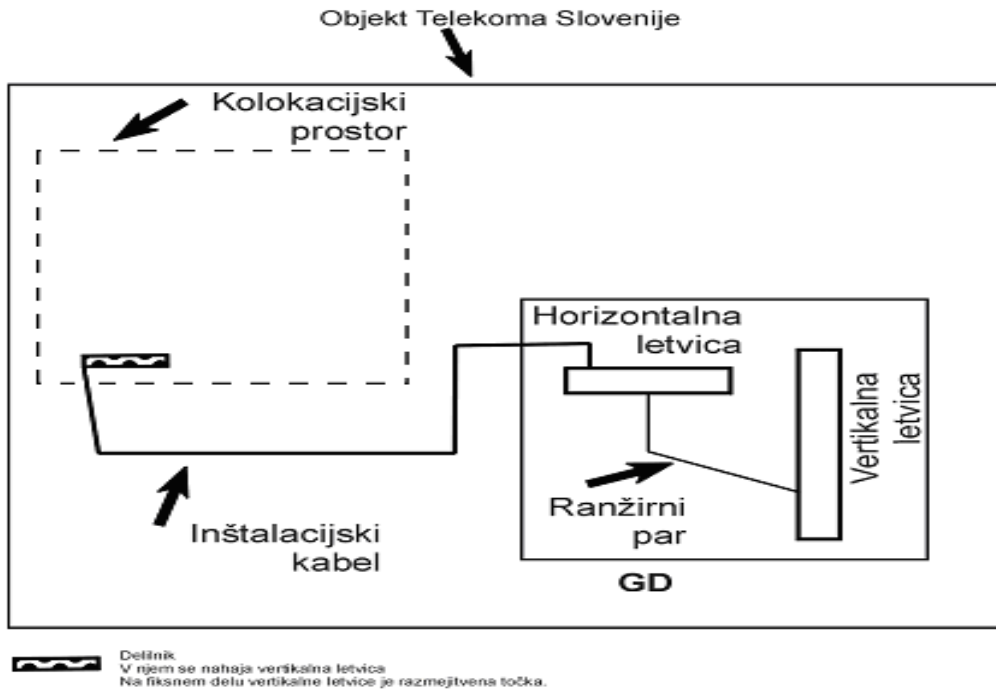 Objekt Telekoma Slovenije
Kolokacijski
prostor
Horizontalna
letvica
Vertikalna
letvica
Ranžirni
par
Inštalacijski
kabel
GD
Delilnik
V njem se nahaja vertikalna letvica
Na fiksnem delu vertikalne letvice je razmejitvena točka.